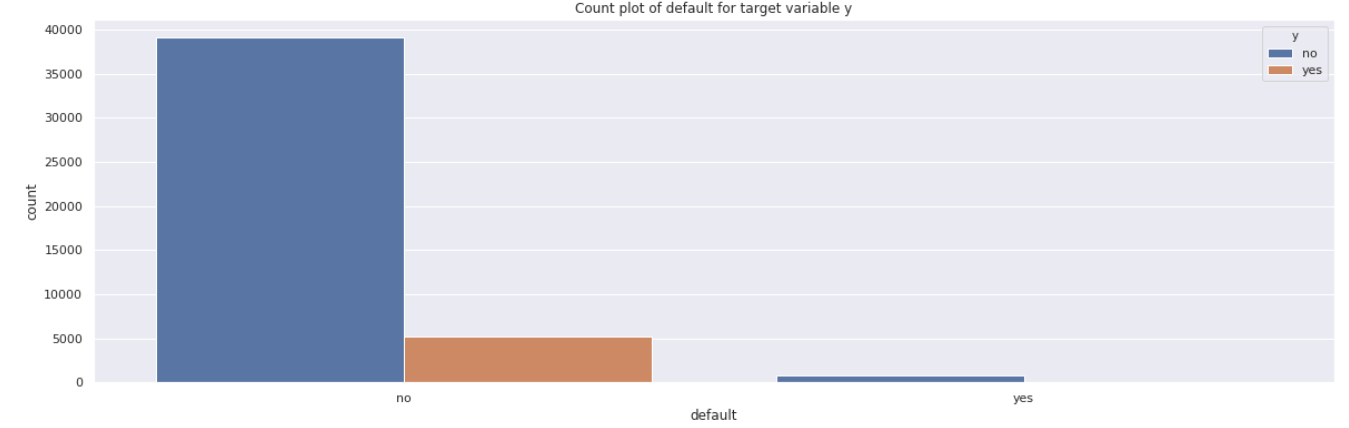 Count plot of default for target variable y
40000
35000
30000
25000
20000
15000
10000
5000
0
count
no
yes
default
y
no
yes